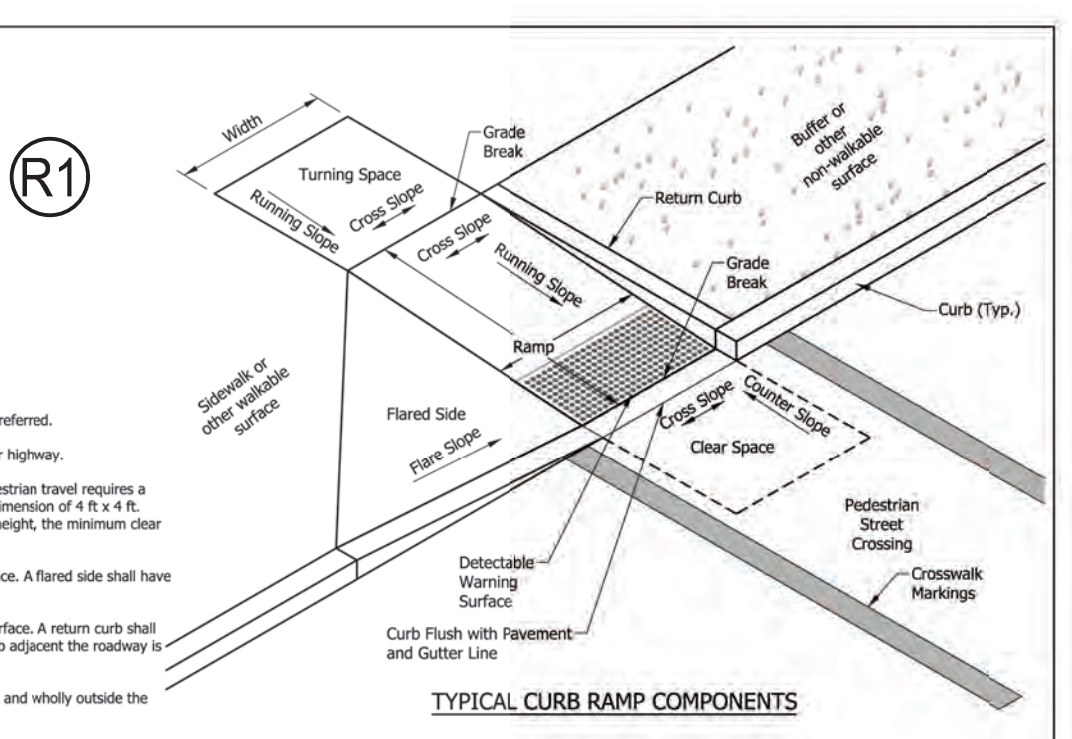 R1
Width
Turning Space
Running Slope
Cross Slope
Grade
Break
Cross Slope
Running Slope
Return Curb
Buffer or
other
non-walkable
surface
Grade
Break
Curb (Typ.)
Ramp
Sidewalk or
other walkable
surface
Flared Side
Flare Slope
Cross Slope
Counter Slope
Clear Space
Pedestrian
Street
Crossing
Crosswalk
Markings
Detectable
Warning
Surface
Curb Flush with Pavement
and Gutter Line
TYPICAL CURB RAMP COMPONENTS
referred.
r highway.
estrian travel requires a
imension of 4 ft x 4 ft.
height, the minimum clear
ce. A flared side shall have
rface. A return curb shall
b adjacent the roadway is
and wholly outside the